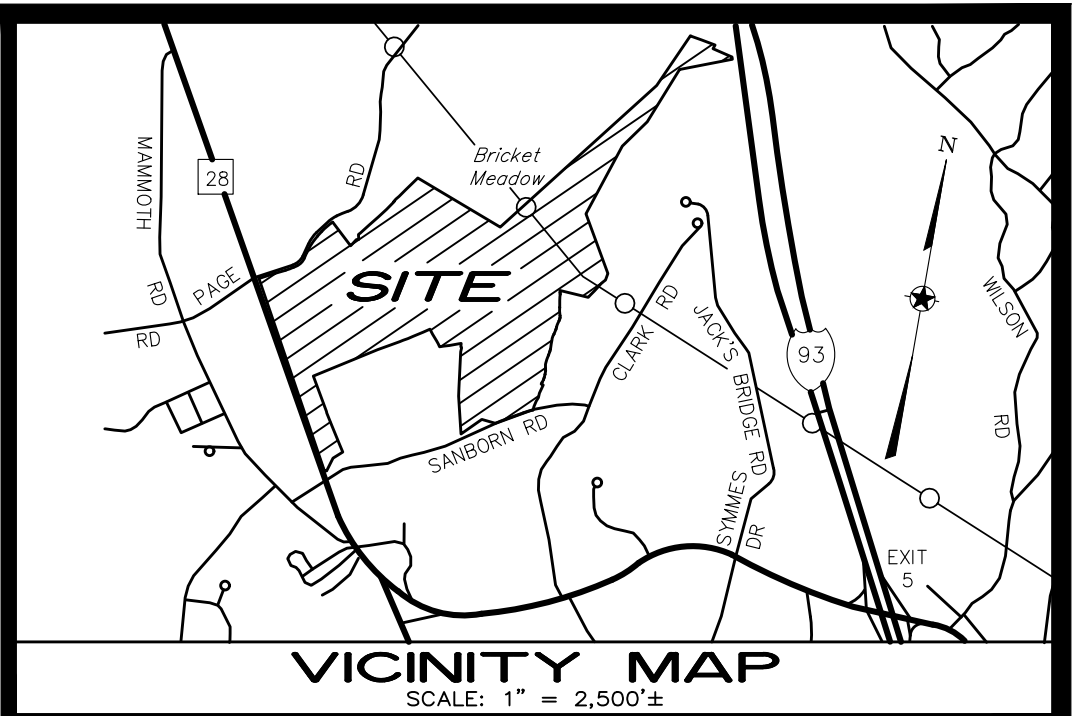 MAMMOTH
RD
28
PAGE
RD
RD
Bricket
Meadow
SITE
CLARK
RD
JACK'S BRIDGE RD
SANBORN RD
SYMMES
DR
93
N
WILSON
RD
EXIT
5
VICINITY MAP
SCALE: 1" = 2,500'±